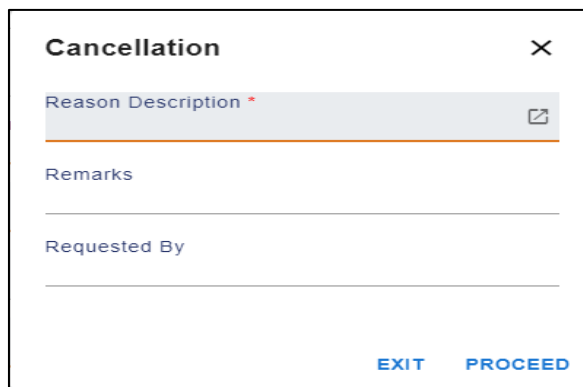 Cancellation
Reason Description *
Remarks
Requested By
EXIT PROCEED